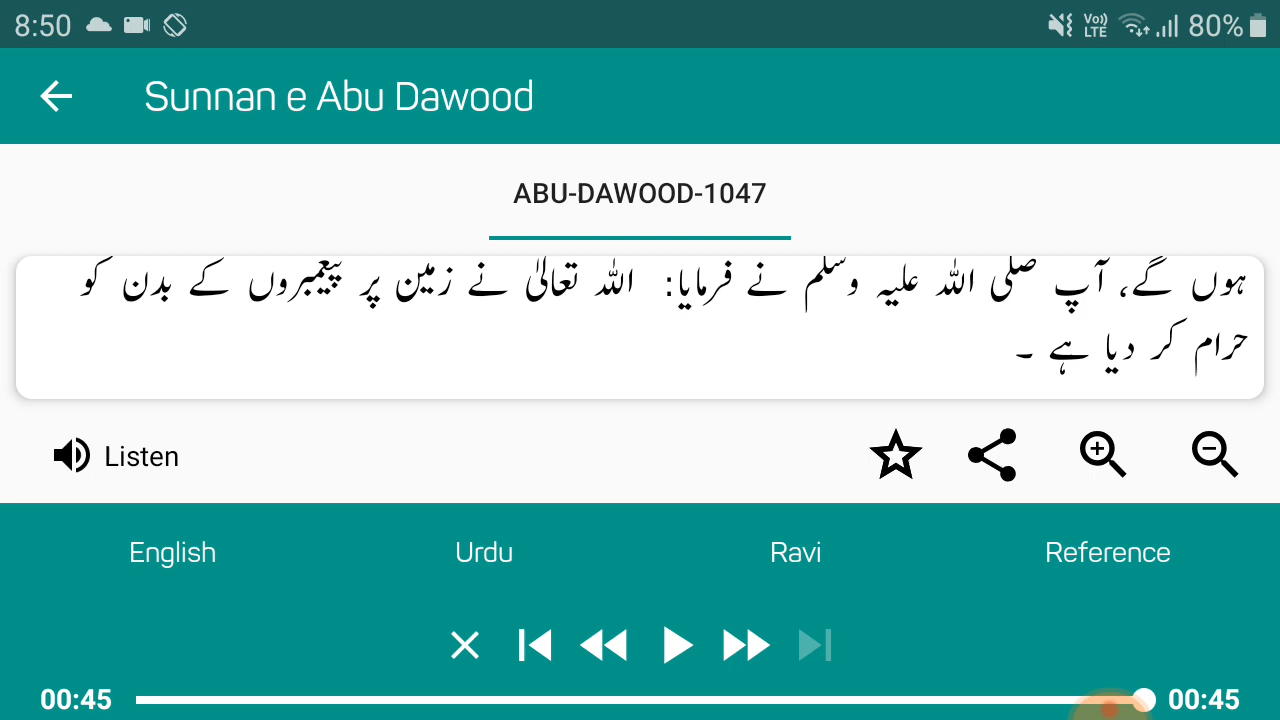 8:50 Vo)) LTE 80%
Sunnan e Abu Dawood
ABU-DAWOOD-1047
ہوں گے، آپ صلی اللہ علیہ وسلم نے فرمایا: اللہ تعالیٰ نے زمین پر پیغمبروں کے بدن کو
حرام کر دیا ہے ۔
Listen
English Urdu Ravi Reference
00:45 00:45